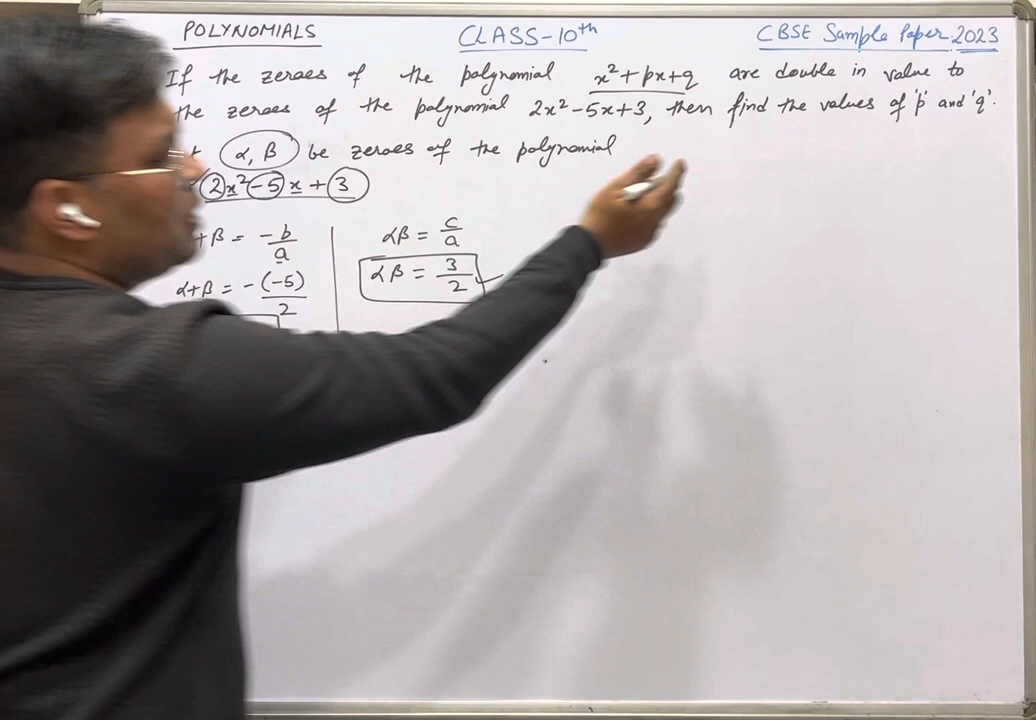 POLYNOMIALS CLASS-10th CBSE Sample Paper 2023
If the zeroes of the polynomial x²+px+q are double in value to
the zeroes of the polynomial 2x²-5x+3, then find the values of 'p' and 'q'.
α, β be zeroes of the polynomial
2x²-5x+3
+β = -b/a
αβ = c/a
α+β = -(-5)/2
αβ = 3/2